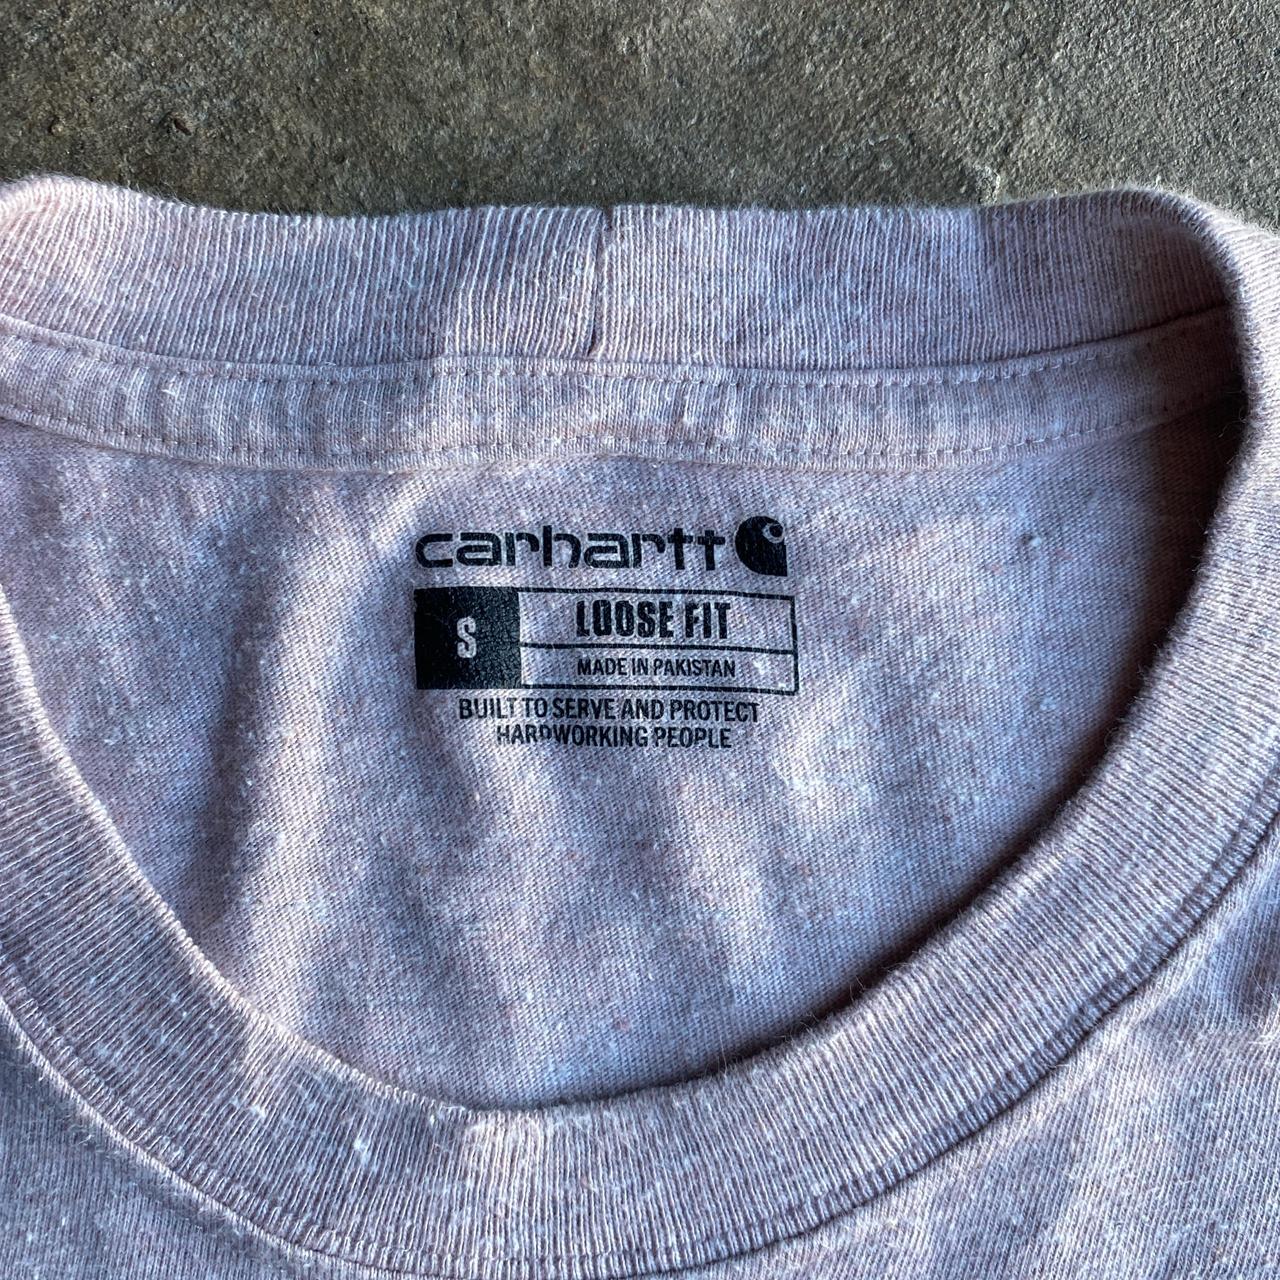 carhartt
S
LOOSE FIT
MADE IN PAKISTAN
BUILT TO SERVE AND PROTECT
HARDWORKING PEOPLE